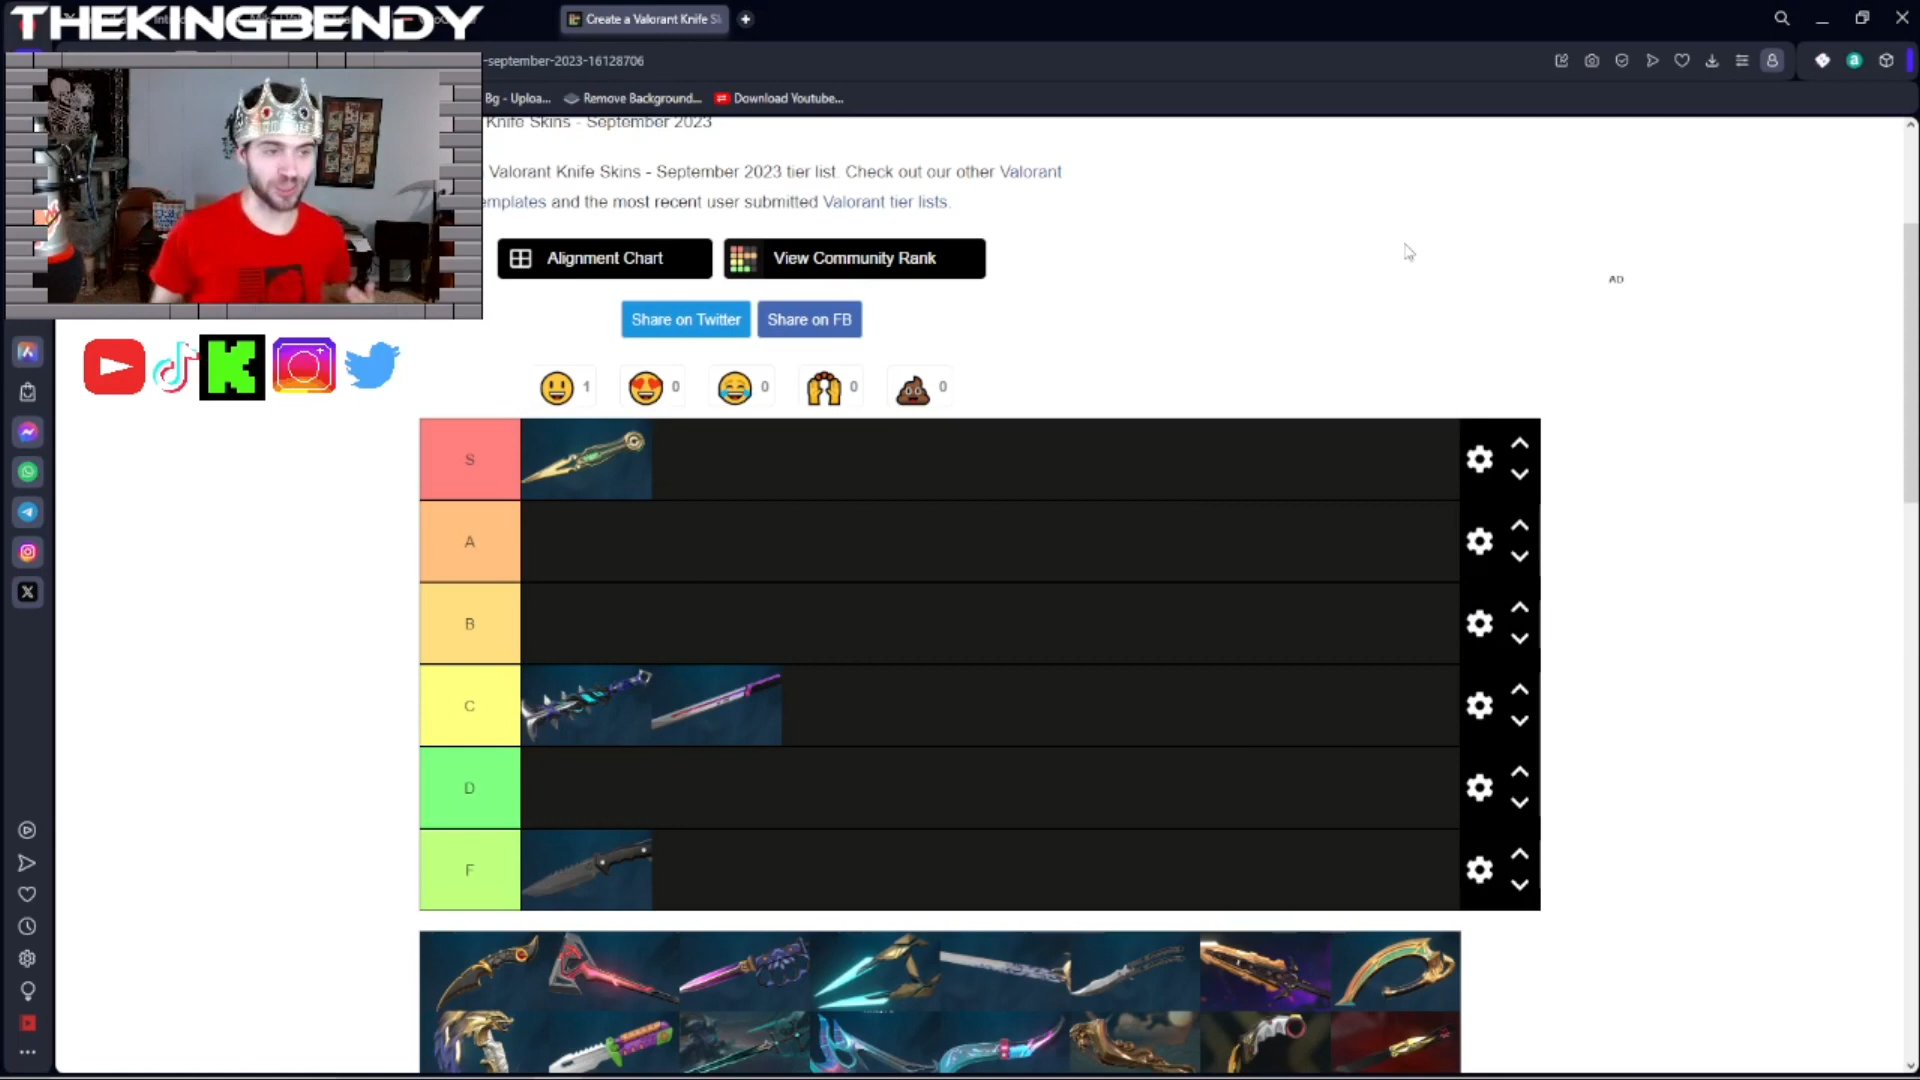 THEKINGBENDY
Create a Valorant Knife Sk
-september-2023-16128706
Bg - Uploa...
Remove Background...
Download Youtube...
Knife Skins - September 2023
Valorant Knife Skins - September 2023 tier list. Check out our other Valorant
emplates and the most recent user submitted Valorant tier lists.
Alignment Chart
View Community Rank
AD
Share on Twitter
Share on FB
1
0
0
0
0
S
A
B
C
D
F